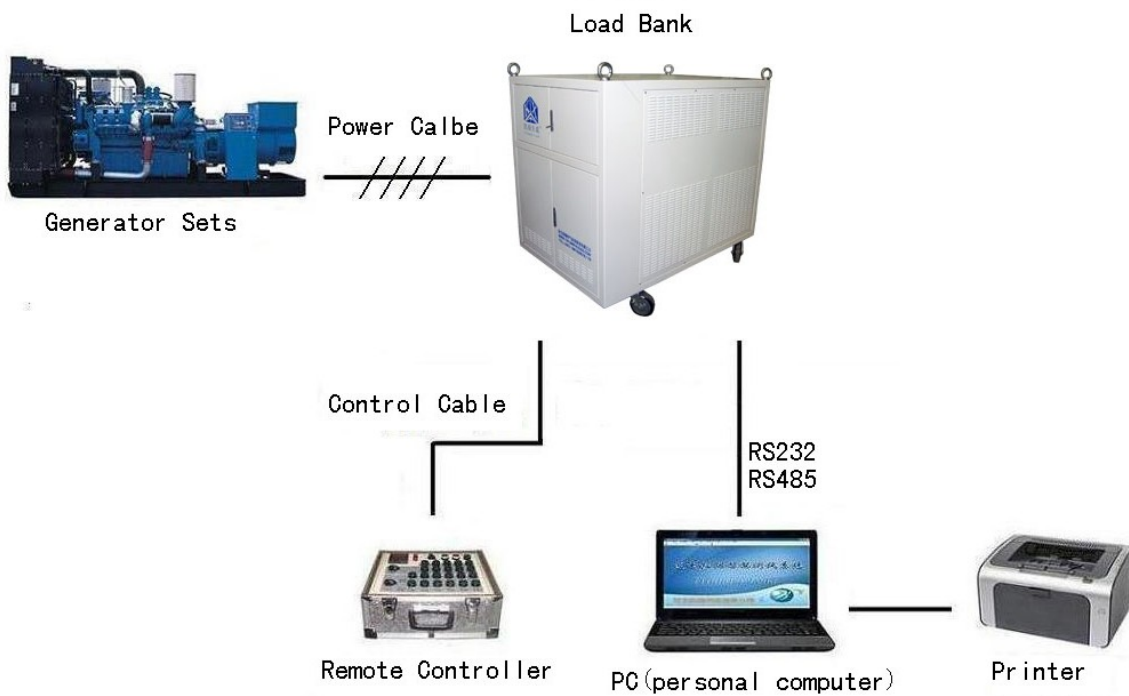 Load Bank
Power Calbe
Generator Sets
Control Cable
RS232
RS485
Remote Controller
PC(personal computer)
Printer